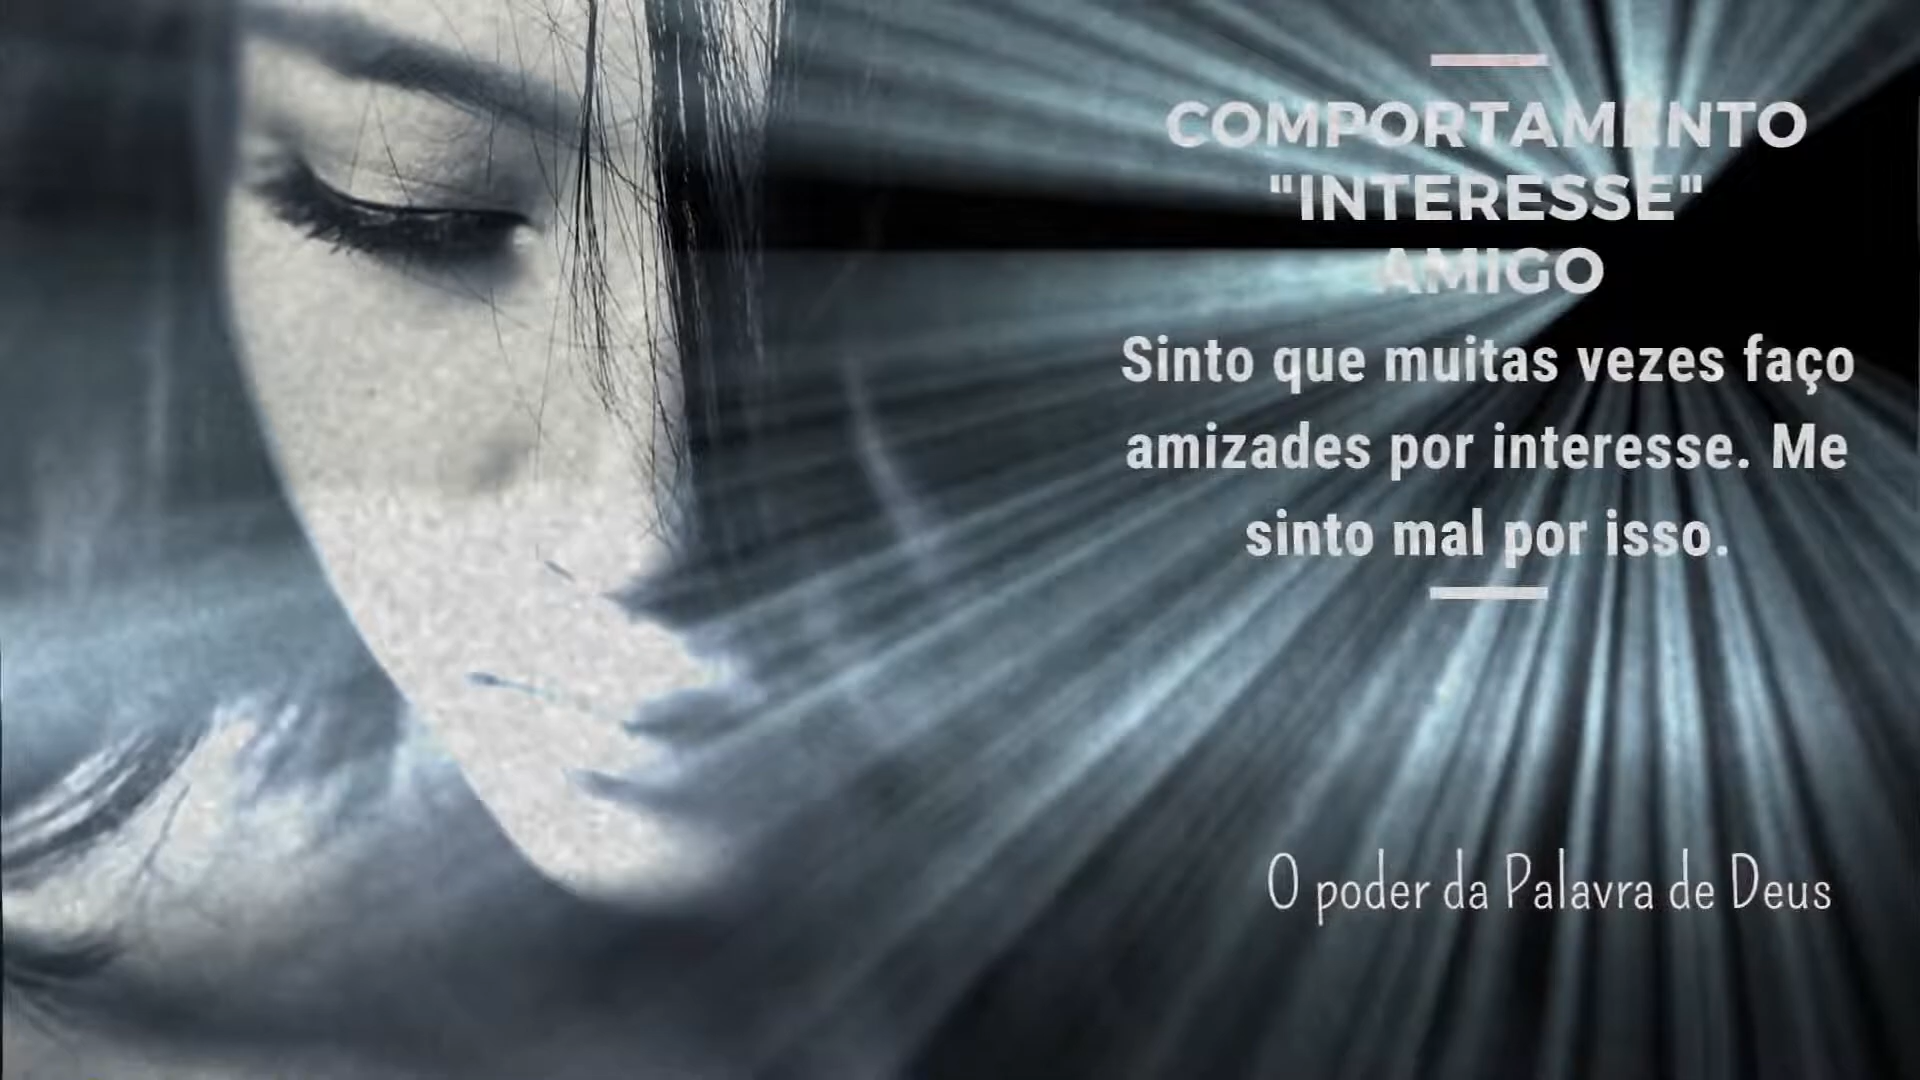 COMPORTAMENTO
"INTERESSE"
AMIGO
Sinto que muitas vezes faço
amizades por interesse. Me
sinto mal por isso.
O poder da Palavra de Deus